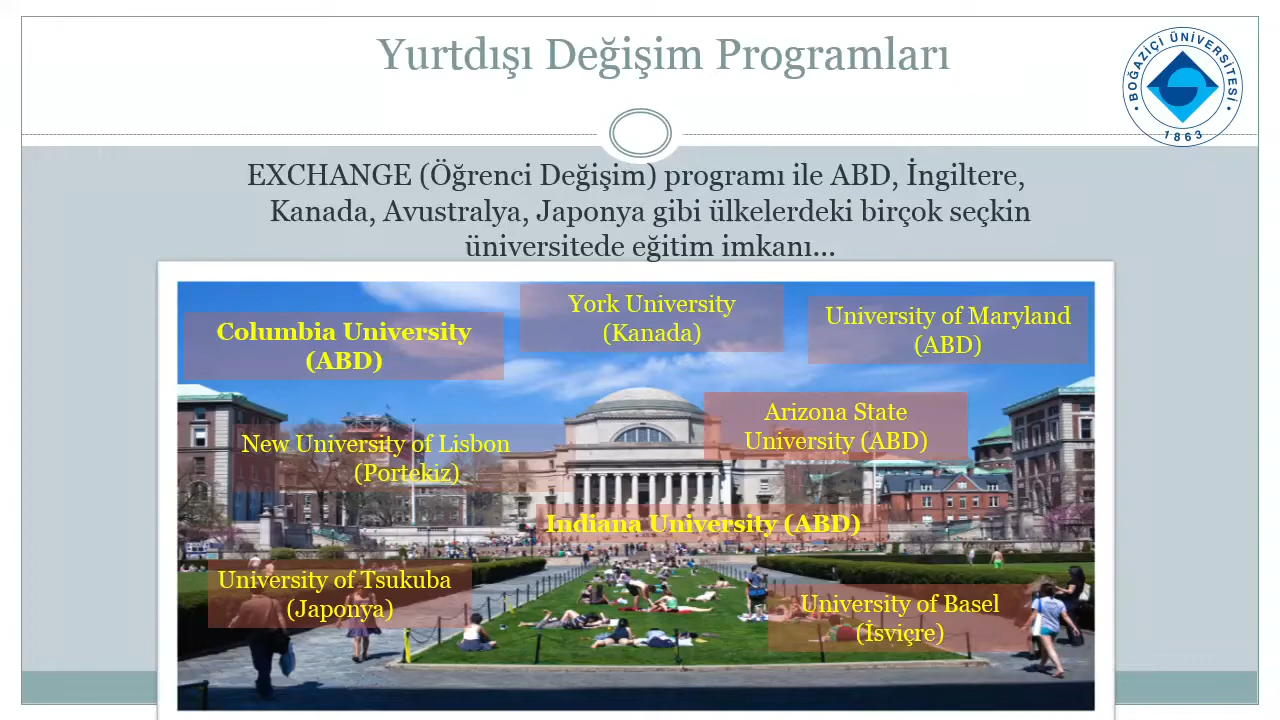 Yurtdışı Değişim Programları
BOĞAZİÇİ ÜNİVERSİTESİ
1863
EXCHANGE (Öğrenci Değişim) programı ile ABD, İngiltere,
Kanada, Avustralya, Japonya gibi ülkelerdeki birçok seçkin
üniversitede eğitim imkanı...
York University
(Kanada)
University of Maryland
(ABD)
Columbia University
(ABD)
Arizona State
University (ABD)
New University of Lisbon
(Portekiz)
Indiana University (ABD)
University of Tsukuba
(Japonya)
University of Basel
(İsviçre)